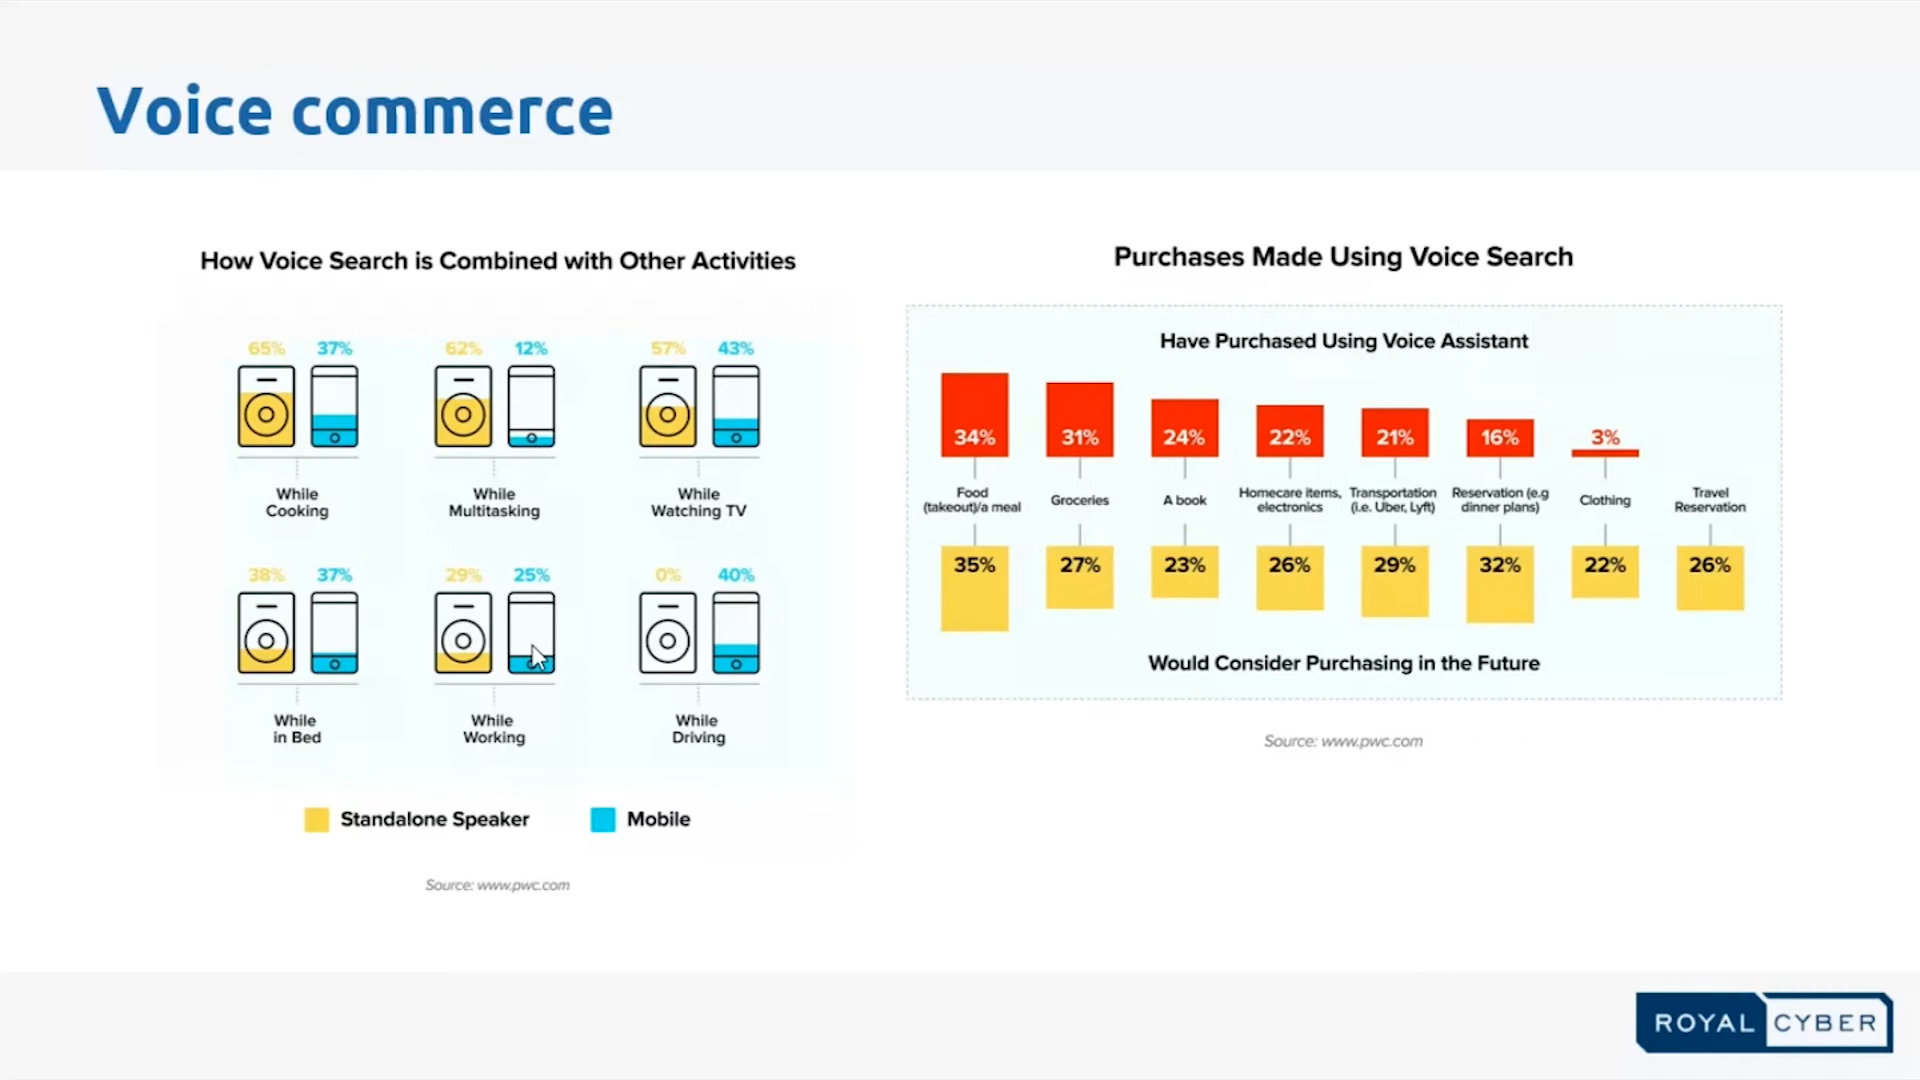 Voice commerce
How Voice Search is Combined with Other Activities
65% 37%
While
Cooking
62% 12%
While
Multitasking
57% 43%
While
Watching TV
38% 37%
While
in Bed
29% 25%
While
Working
0% 40%
While
Driving
Standalone Speaker
Mobile
Source: www.pwc.com
Purchases Made Using Voice Search
Have Purchased Using Voice Assistant
34% 31% 24% 22% 21% 16% 3%
Food
(takeout)/a meal
Groceries
A book
Homecare items,
electronics
Transportation
(i.e. Uber, Lyft)
Reservation (e.g
dinner plans)
Clothing
Travel
Reservation
35% 27% 23% 26% 29% 32% 22% 26%
Would Consider Purchasing in the Future
Source: www.pwc.com
ROYAL CYBER